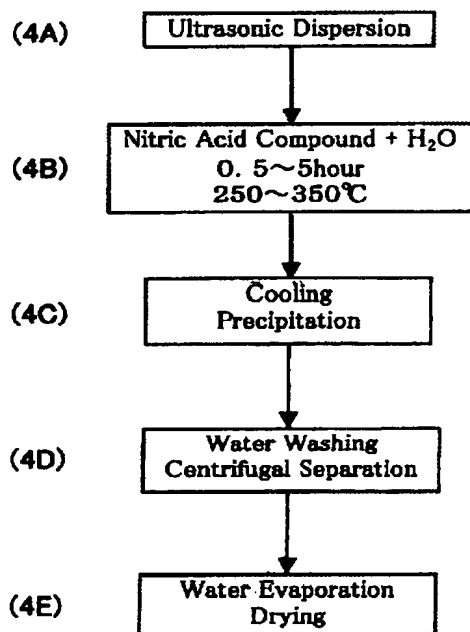 (4A) Ultrasonic Dispersion
Nitric Acid Compound + H₂O
(4B) 0. 5～5hour
250～350℃
(4C) Cooling
Precipitation
(4D) Water Washing
Centrifugal Separation
(4E) Water Evaporation
Drying